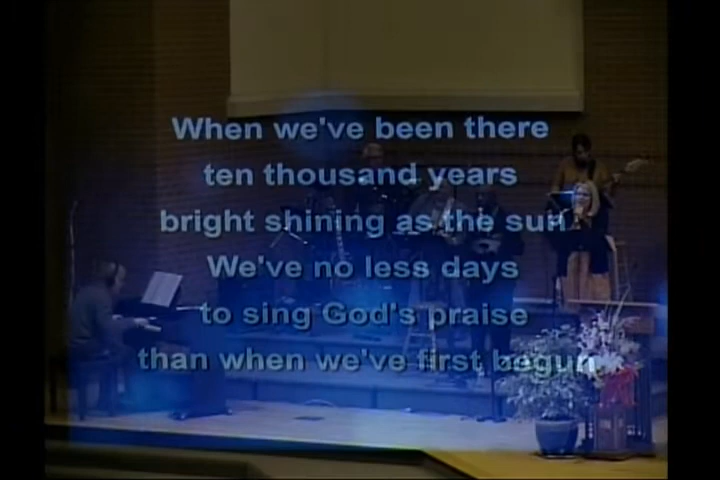 When we've been there
ten thousand years
bright shining as the sun
We've no less days
to sing God's praise
than when we've first begun